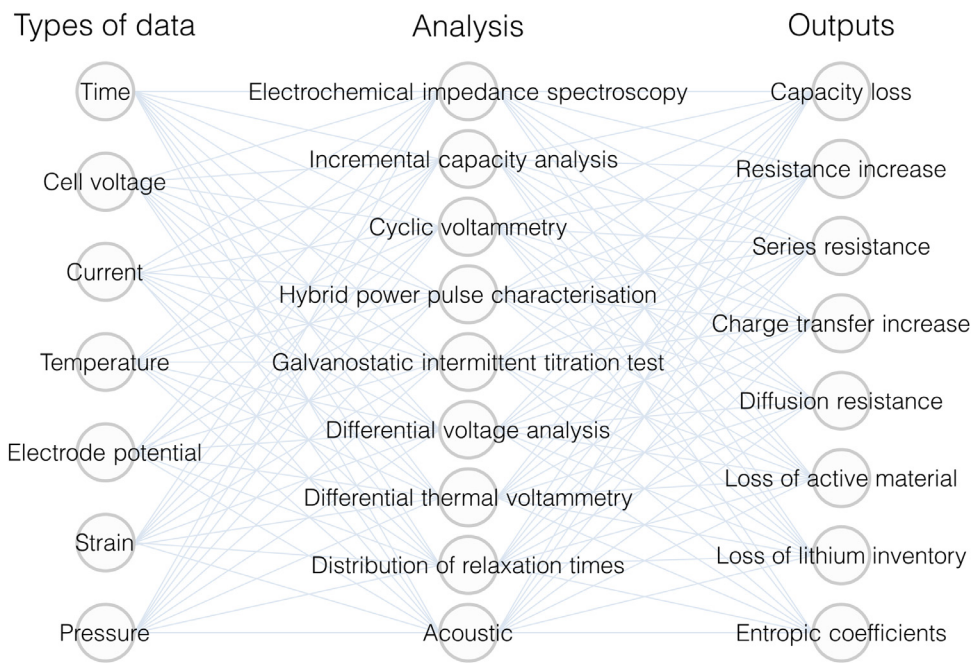 Types of data
Analysis
Outputs
Time
Cell voltage
Current
Temperature
Electrode potential
Strain
Pressure
Electrochemical impedance spectroscopy
Incremental capacity analysis
Cyclic voltammetry
Hybrid power pulse characterisation
Galvanostatic intermittent titration test
Differential voltage analysis
Differential thermal voltammetry
Distribution of relaxation times
Acoustic
Capacity loss
Resistance increase
Series resistance
Charge transfer increase
Diffusion resistance
Loss of active material
Loss of lithium inventory
Entropic coefficients